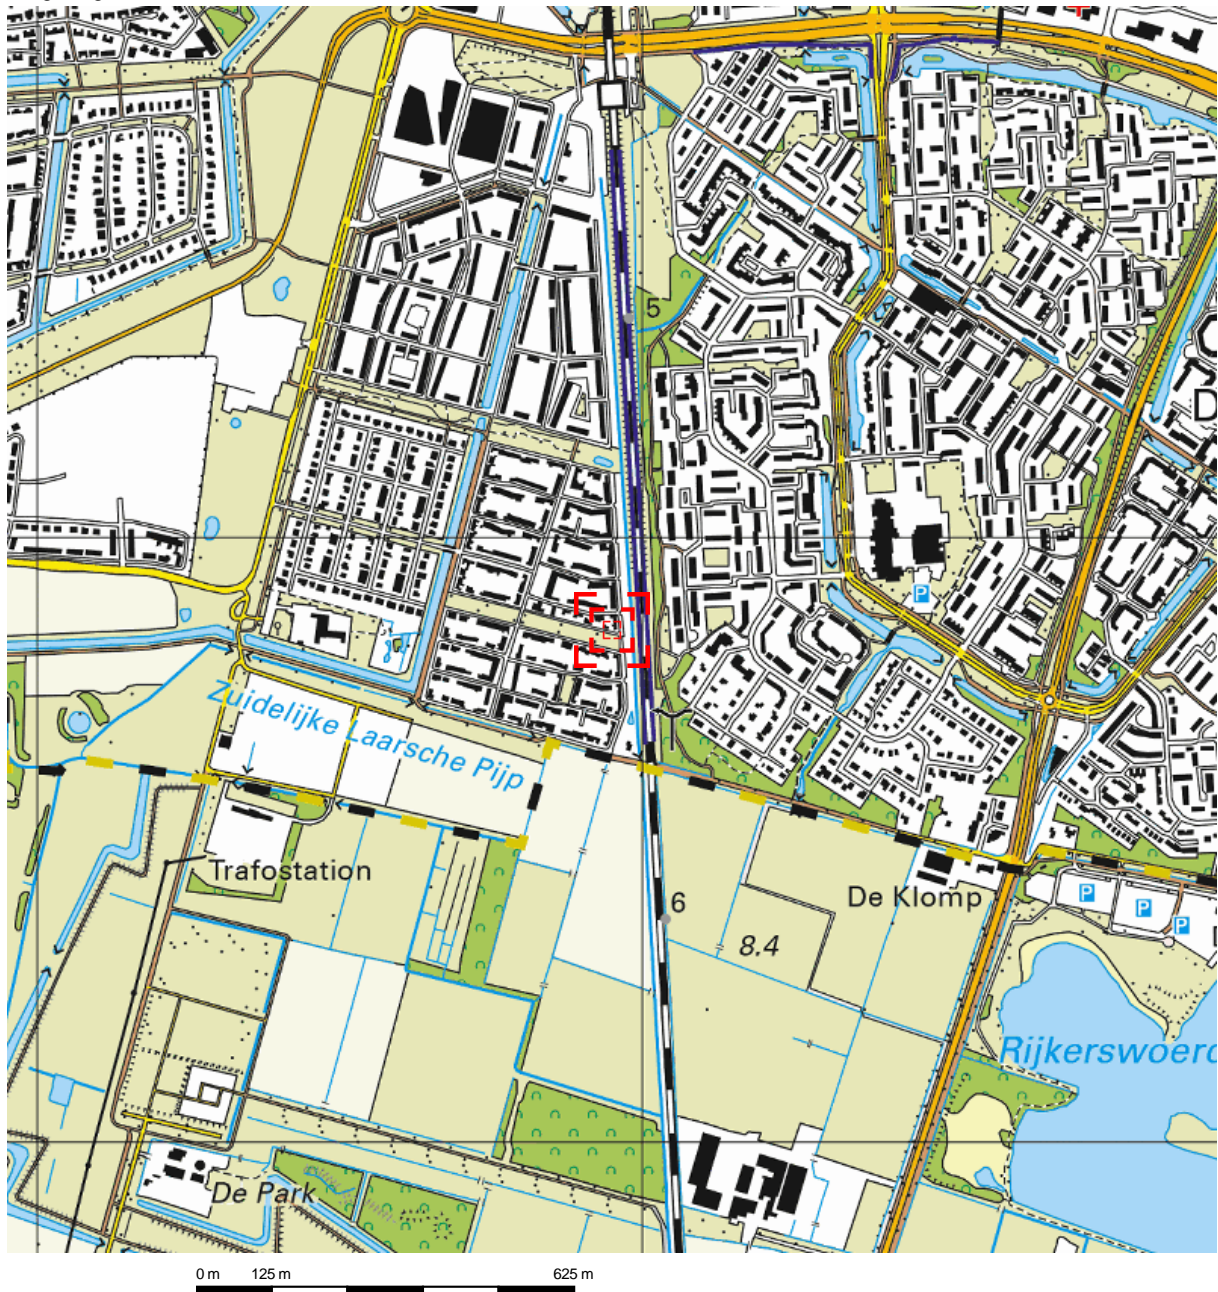 5
D
P
Zuidelijke Laarsche Pijp
Trafostation
De Klomp
P
P
P
6
8.4
Rijkerswoerd
De Park
0 m 125 m 625 m